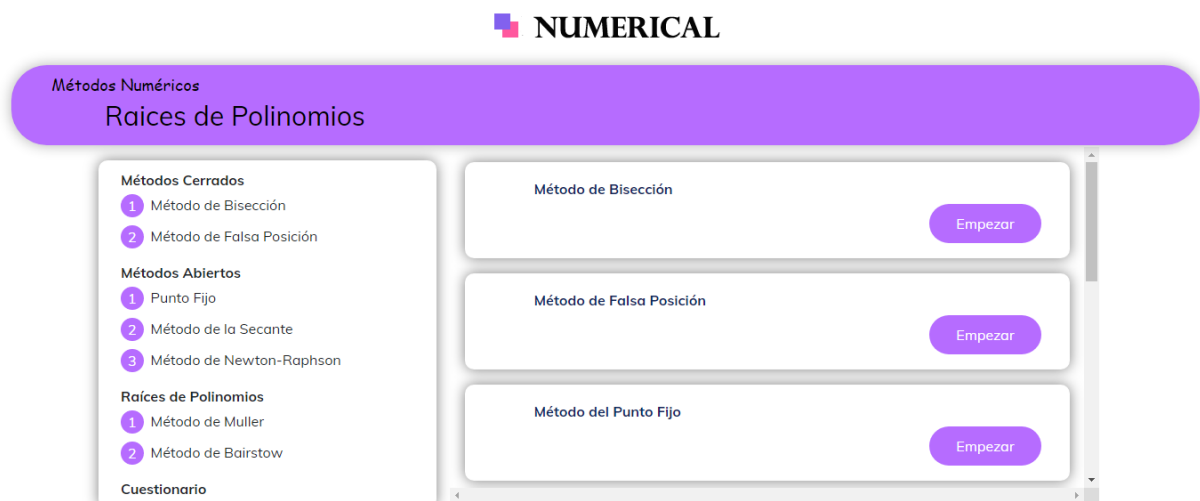 NUMERICAL
Métodos Numéricos
Raices de Polinomios
Métodos Cerrados
1 Método de Bisección
2 Método de Falsa Posición
Métodos Abiertos
1 Punto Fijo
2 Método de la Secante
3 Método de Newton-Raphson
Raíces de Polinomios
1 Método de Muller
2 Método de Bairstow
Cuestionario
Método de Bisección
Empezar
Método de Falsa Posición
Empezar
Método del Punto Fijo
Empezar